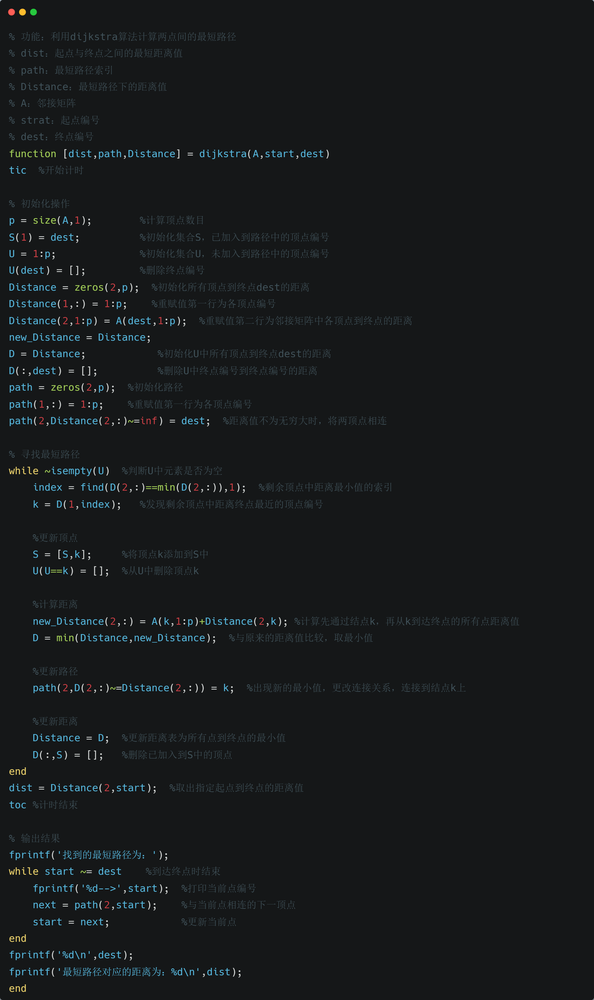 % 功能：利用dijkstra算法计算两点间的最短路径
% dist：起点与终点之间的最短距离值
% path：最短路径索引
% Distance：最短路径下的距离值
% A：邻接矩阵
% strat：起点编号
% dest：终点编号
function [dist,path,Distance] = dijkstra(A,start,dest)
tic  %开始计时

% 初始化操作
p = size(A,1);        %计算顶点数目
S(1) = dest;          %初始化集合S，已加入到路径中的顶点编号
U = 1:p;              %初始化集合U，未加入到路径中的顶点编号
U(dest) = [];         %删除终点编号
Distance = zeros(2,p);  %初始化所有顶点到终点dest的距离
Distance(1,:) = 1:p;    %重赋值第一行为各顶点编号
Distance(2,1:p) = A(dest,1:p);  %重赋值第二行为邻接矩阵中各顶点到终点的距离
new_Distance = Distance;
D = Distance;            %初始化U中所有顶点到终点dest的距离
D(:,dest) = [];          %删除U中终点编号到终点编号的距离
path = zeros(2,p);  %初始化路径
path(1,:) = 1:p;    %重赋值第一行为各顶点编号
path(2,Distance(2,:)~=inf) = dest;  %距离值不为无穷大时，将两顶点相连

% 寻找最短路径
while ~isempty(U)  %判断U中元素是否为空
    index = find(D(2,:)==min(D(2,:)),1);  %剩余顶点中距离最小值的索引
    k = D(1,index);   %发现剩余顶点中距离终点最近的顶点编号

    %更新顶点
    S = [S,k];     %将顶点k添加到S中
    U(U==k) = [];  %从U中删除顶点k

    %计算距离
    new_Distance(2,:) = A(k,1:p)+Distance(2,k); %计算先通过结点k，再从k到达终点的所有点距离值
    D = min(Distance,new_Distance);  %与原来的距离值比较，取最小值

    %更新路径
    path(2,D(2,:)~=Distance(2,:)) = k;  %出现新的最小值，更改连接关系，连接到结点k上

    %更新距离
    Distance = D;  %更新距离表为所有点到终点的最小值
    D(:,S) = [];   %删除已加入到S中的顶点
end
dist = Distance(2,start);  %取出指定起点到终点的距离值
toc %计时结束

% 输出结果
fprintf('找到的最短路径为：');
while start ~= dest    %到达终点时结束
    fprintf('%d-->',start);  %打印当前点编号
    next = path(2,start);    %与当前点相连的下一顶点
    start = next;            %更新当前点
end
fprintf('%d\n',dest);
fprintf('最短路径对应的距离为：%d\n',dist);
end